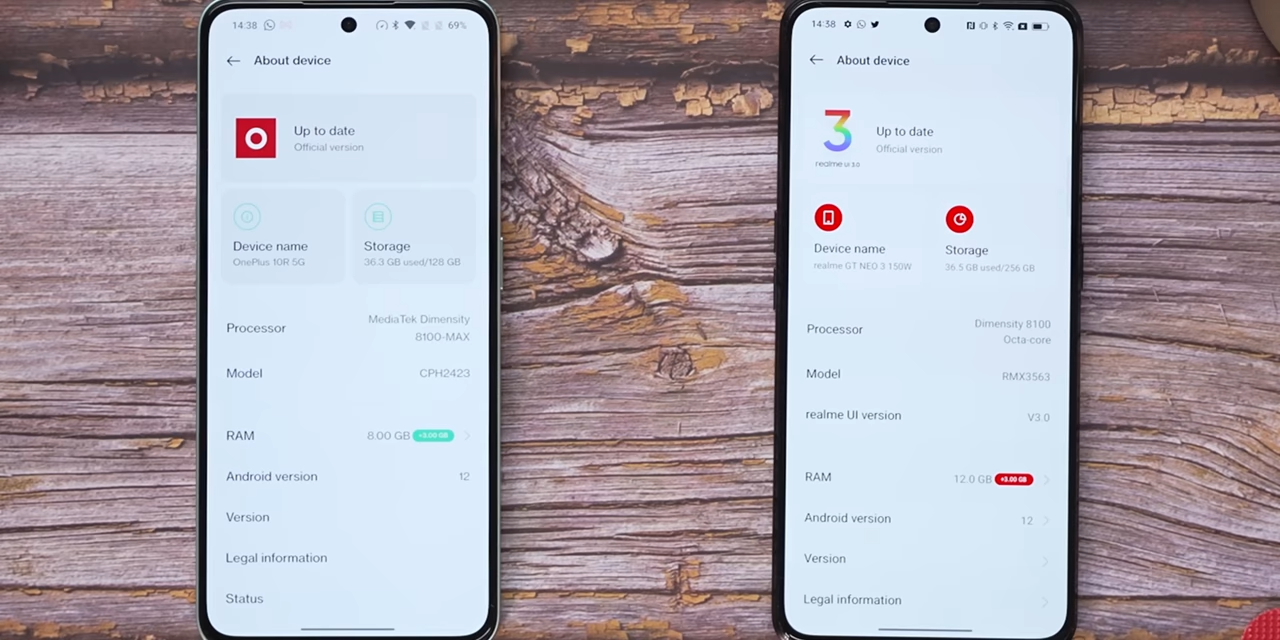 14:38
69%
About device
Up to date
Official version
Device name
OnePlus 10R 5G
Storage
36.3 GB used/128 GB
Processor
MediaTek Dimensity
8100-MAX
Model
CPH2423
RAM
8.00 GB +3.00 GB
Android version
12
Version
Legal information
Status
14:38
About device
3
realme UI 3.0
Up to date
Official version
Device name
realme GT NEO 3 150W
Storage
36.5 GB used/256 GB
Processor
Dimensity 8100
Octa-core
Model
RMX3563
realme UI version
V3.0
RAM
12.0 GB +3.00 GB
Android version
12
Version
Legal information